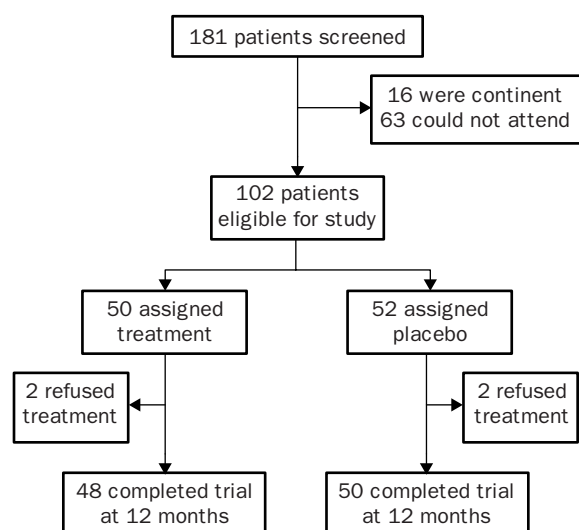 181 patients screened
16 were continent
63 could not attend
102 patients
eligible for study
50 assigned
treatment
52 assigned
placebo
2 refused
treatment
2 refused
treatment
48 completed trial
at 12 months
50 completed trial
at 12 months